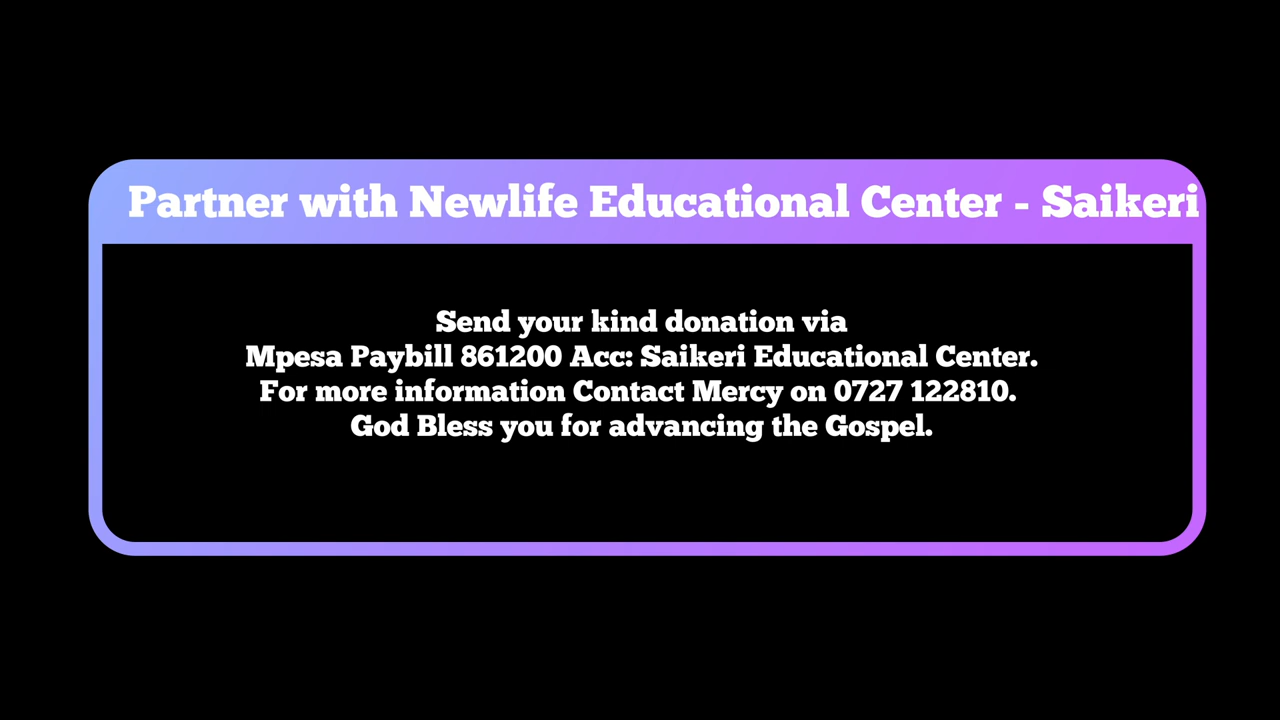 Partner with Newlife Educational Center - Saikeri
Send your kind donation via
Mpesa Paybill 861200 Acc: Saikeri Educational Center.
For more information Contact Mercy on 0727 122810.
God Bless you for advancing the Gospel.